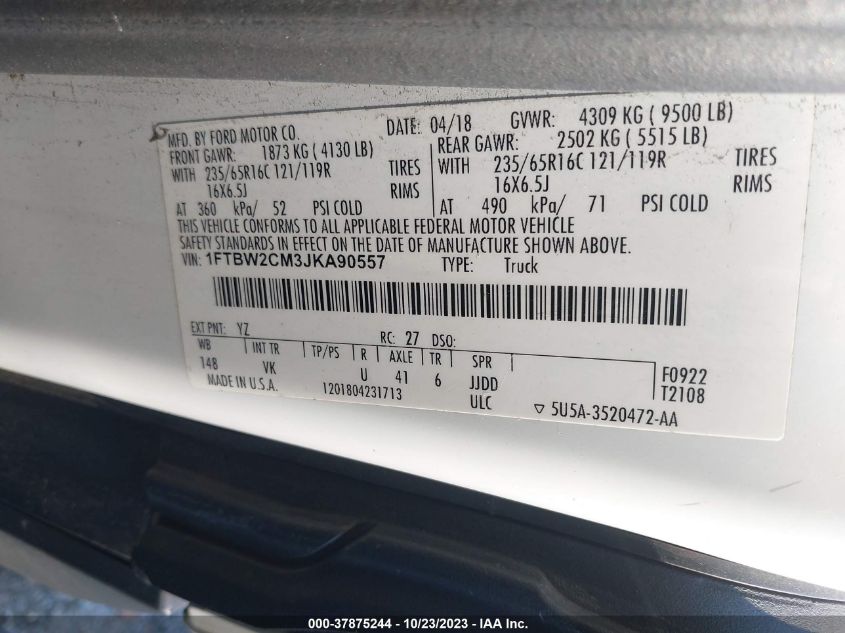 MFD. BY FORD MOTOR CO.
DATE: 04/18 GVWR: 4309 KG ( 9500 LB)
FRONT GAWR: 1873 KG ( 4130 LB)
REAR GAWR: 2502 KG ( 5515 LB)
WITH 235/65R16C 121/119R TIRES
16X6.5J RIMS
WITH 235/65R16C 121/119R TIRES
16X6.5J RIMS
AT 360 kPa/ 52 PSI COLD
AT 490 kPa/ 71 PSI COLD
THIS VEHICLE CONFORMS TO ALL APPLICABLE FEDERAL MOTOR VEHICLE
SAFETY STANDARDS IN EFFECT ON THE DATE OF MANUFACTURE SHOWN ABOVE.
VIN: 1FTBW2CM3JKA90557 TYPE: Truck
EXT PNT: YZ RC: 27 DSO:
WB INT TR TP/PS R AXLE TR SPR
148 VK U 41 6 JJDD
F0922
T2108
MADE IN U.S.A. 1201804231713 ULC
▽ 5U5A-3520472-AA
000-37875244 - 10/23/2023 - IAA Inc.